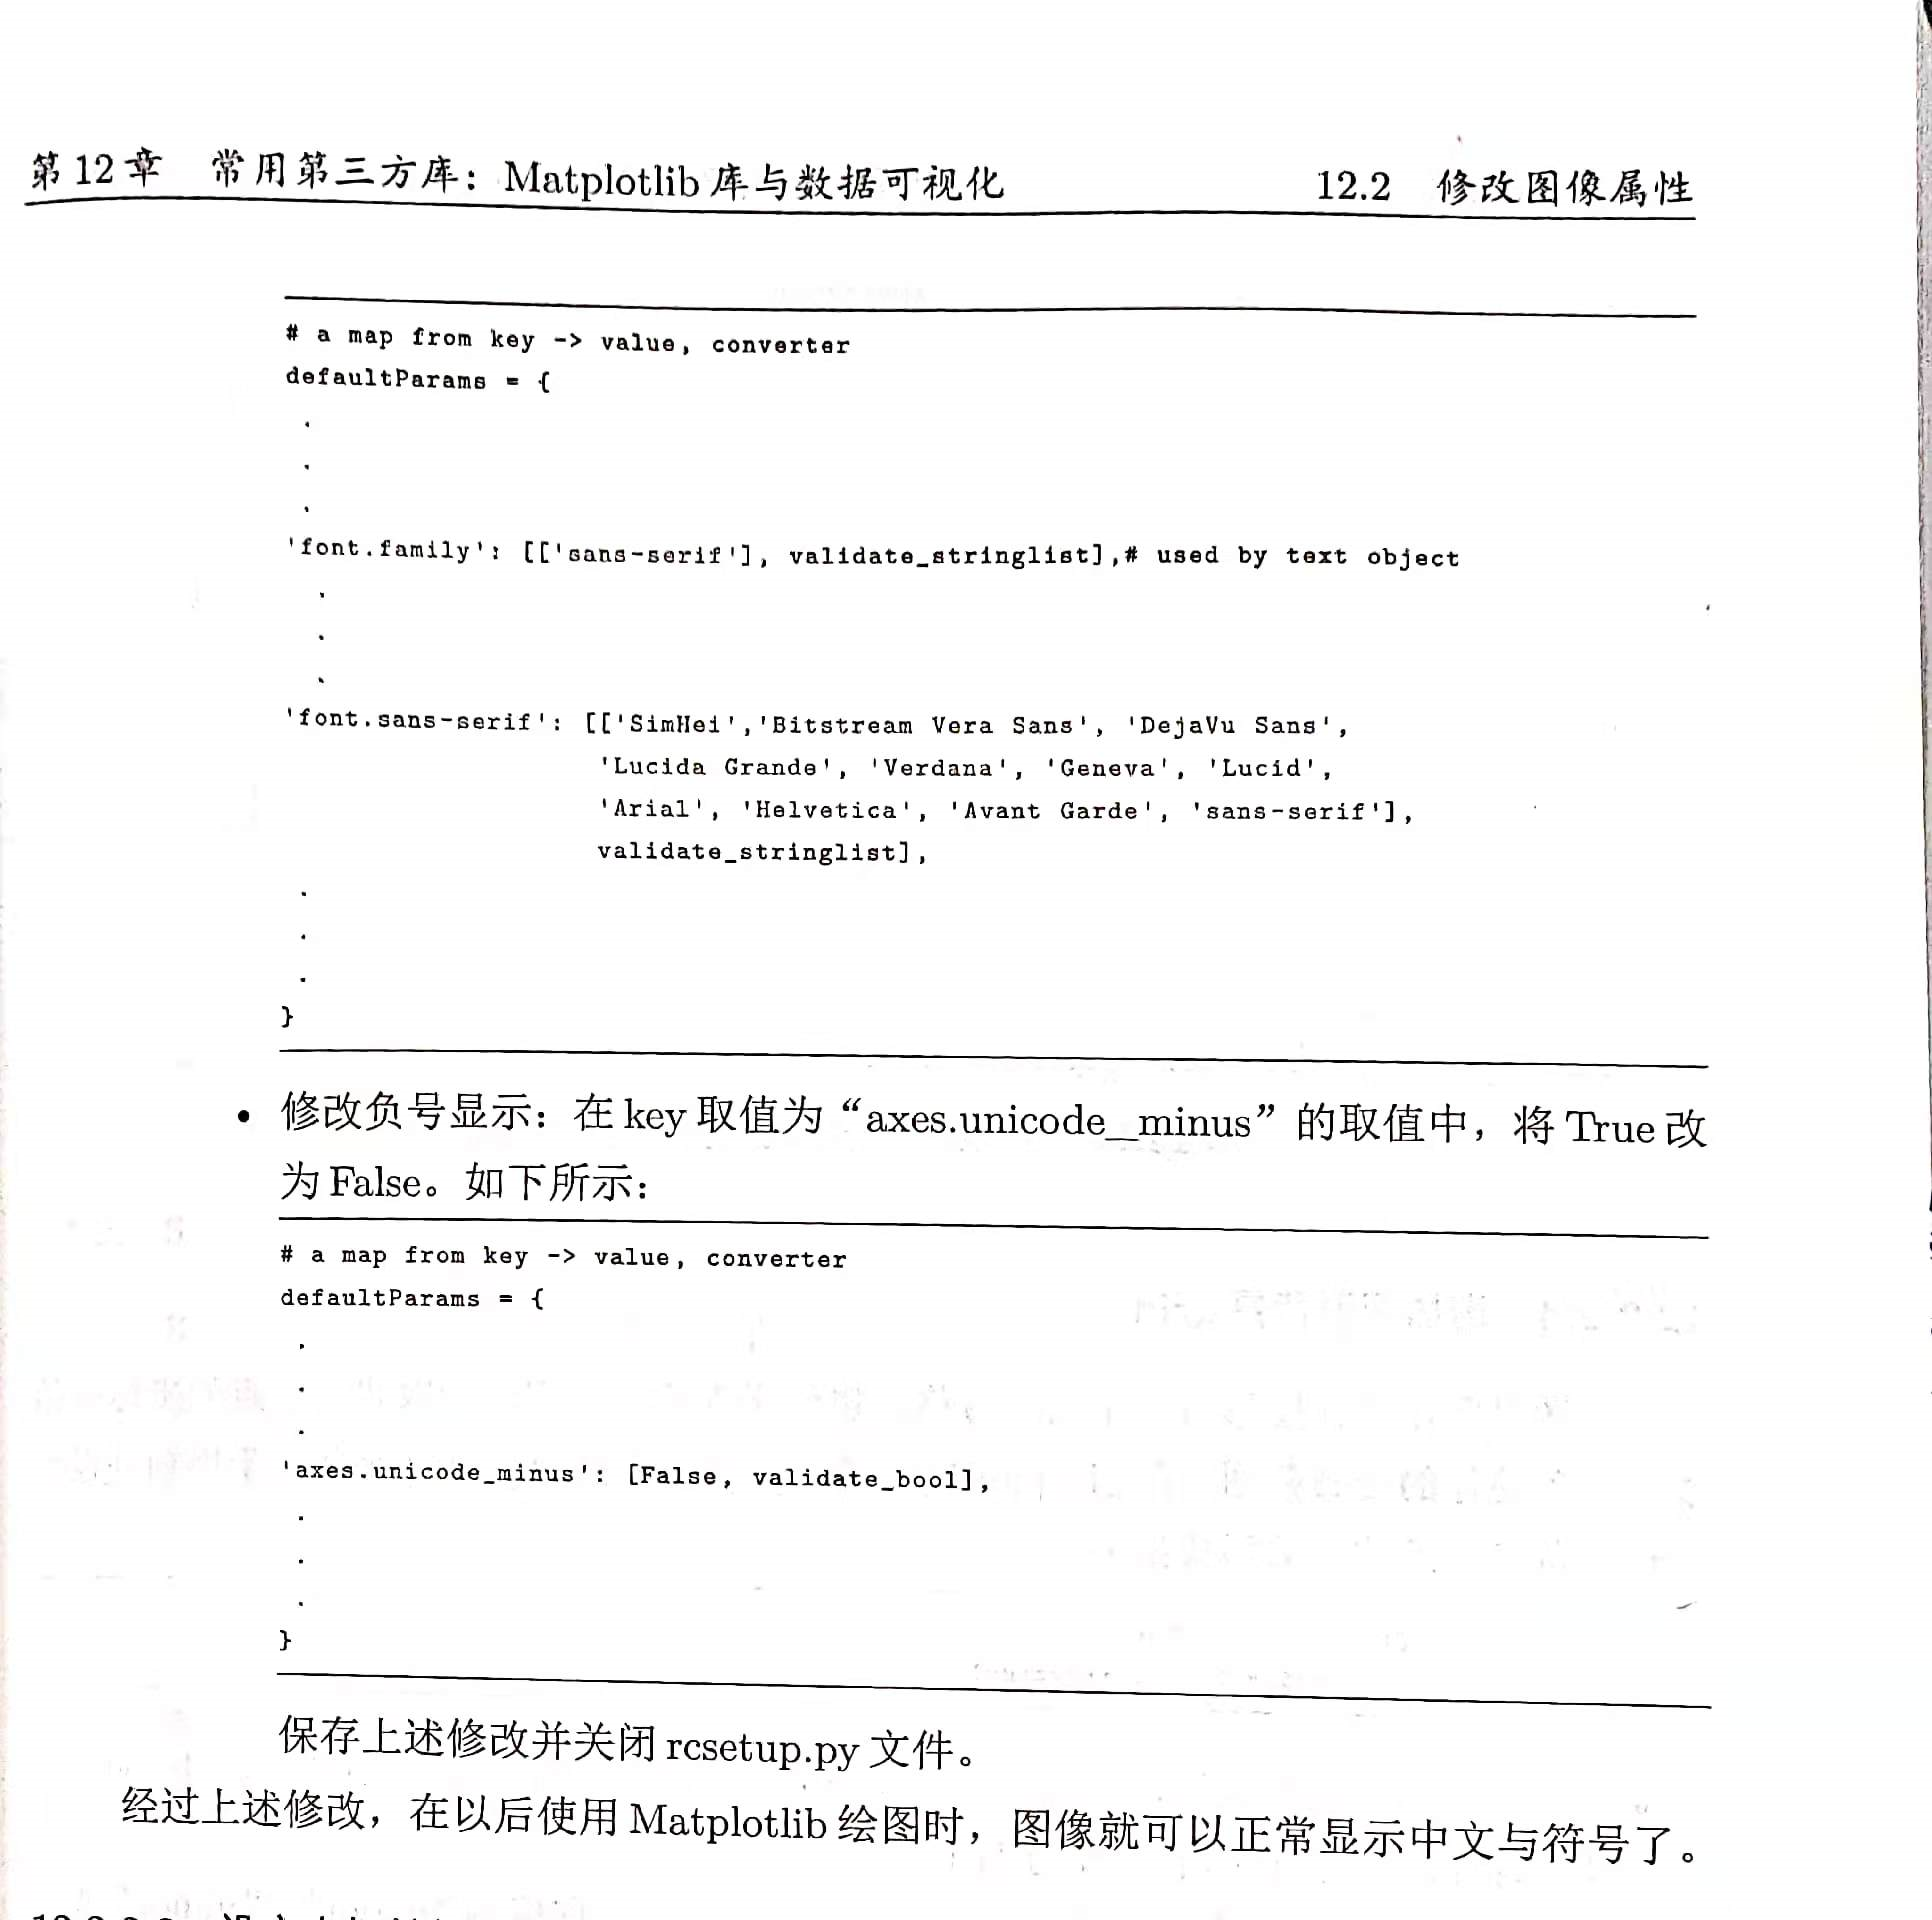 第 12 章 常用第三方库：Matplotlib 库与数据可视化 12.2 修改图像属性
# a map from key -> value, converter
defaultParams = {
.
.
.
'font.family': [['sans-serif'], validate_stringlist],# used by text object
.
.
.
'font.sans-serif': [['SimHei','Bitstream Vera Sans', 'DejaVu Sans',
'Lucida Grande', 'Verdana', 'Geneva', 'Lucid',
'Arial', 'Helvetica', 'Avant Garde', 'sans-serif'],
validate_stringlist],
.
.
.
}
• 修改负号显示：在 key 取值为“axes.unicode_minus”的取值中，将 True 改
为 False。如下所示：
# a map from key -> value, converter
defaultParams = {
.
.
.
'axes.unicode_minus': [False, validate_bool],
.
.
.
}
保存上述修改并关闭 rcsetup.py 文件。
经过上述修改，在以后使用 Matplotlib 绘图时，图像就可以正常显示中文与符号了。